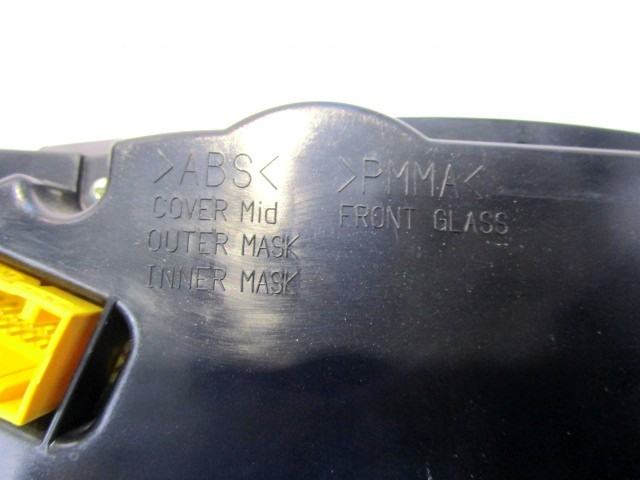 >ABS<
COVER Mid
OUTER MASK
INNER MASK
>PMMA<
FRONT GLASS